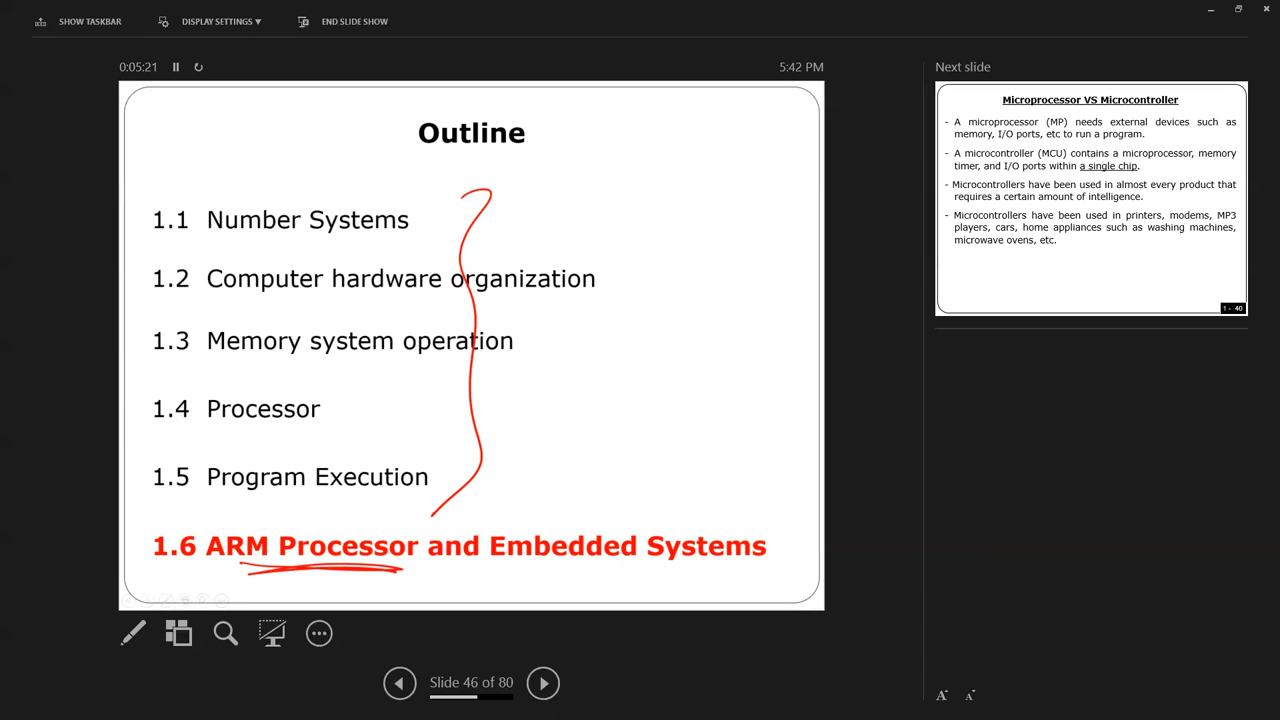 SHOW TASKBAR
DISPLAY SETTINGS ▼
END SLIDE SHOW
0:05:21
5:42 PM
Outline
1.1 Number Systems
1.2 Computer hardware organization
1.3 Memory system operation
1.4 Processor
1.5 Program Execution
1.6 ARM Processor and Embedded Systems
Slide 46 of 80
Next slide
Microprocessor VS Microcontroller
- A microprocessor (MP) needs external devices such as
memory, I/O ports, etc to run a program.
- A microcontroller (MCU) contains a microprocessor, memory
timer, and I/O ports within a single chip.
- Microcontrollers have been used in almost every product that
requires a certain amount of intelligence.
- Microcontrollers have been used in printers, modems, MP3
players, cars, home appliances such as washing machines,
microwave ovens, etc.
1 - 40
A A